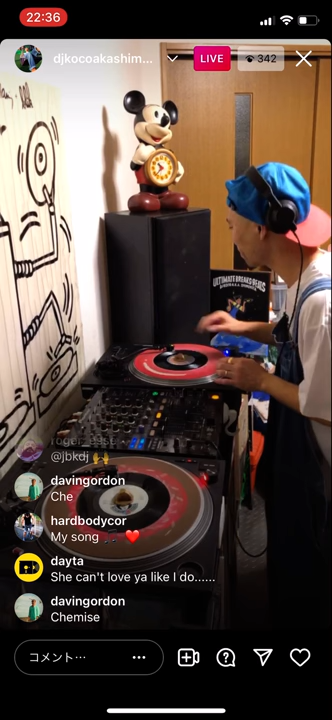 22:36
djkocoakashim...
LIVE
342
ULTIMATE BREAKS & BEATS
roger_
@jbkdj 🙌
davingordon
Che
hardbodycor
My song ... ❤️
dayta
She can't love ya like I do......
davingordon
Chemise
コメント…